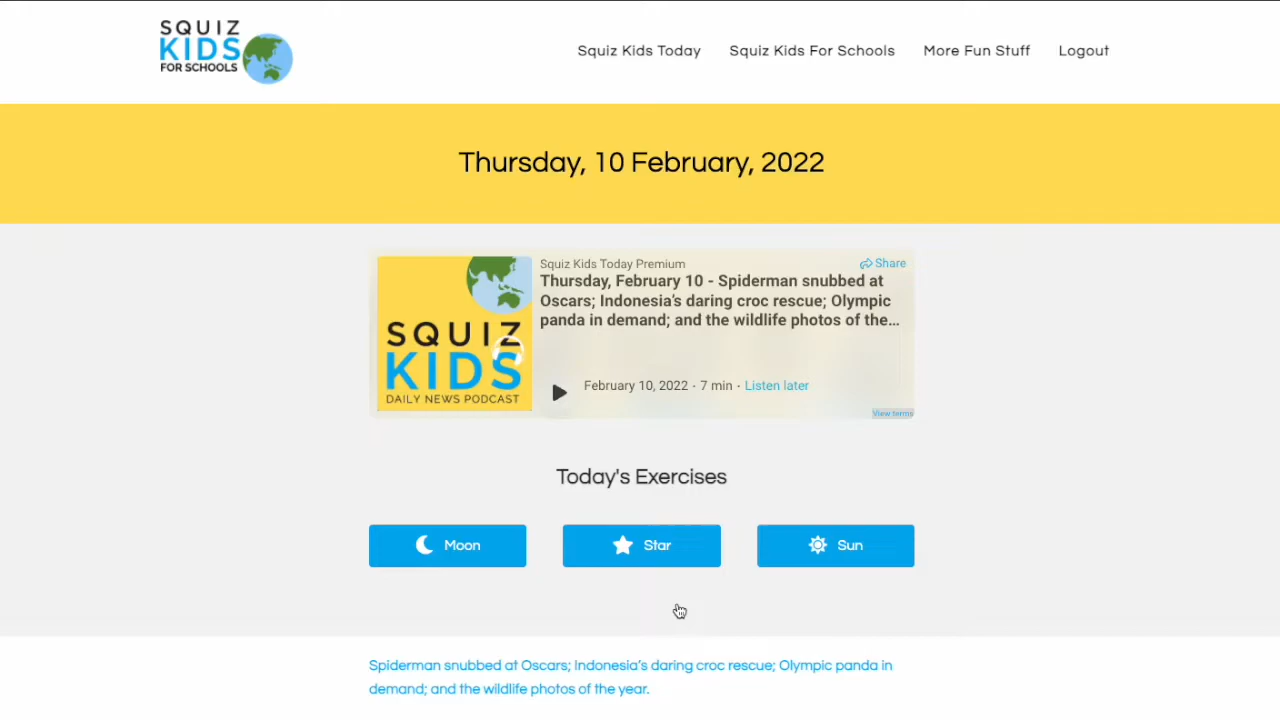 SQUIZ
KIDS
FOR SCHOOLS
Squiz Kids Today
Squiz Kids For Schools
More Fun Stuff
Logout
Thursday, 10 February, 2022
SQUIZ
KIDS
DAILY NEWS PODCAST
Squiz Kids Today Premium
Share
Thursday, February 10 - Spiderman snubbed at
Oscars; Indonesia's daring croc rescue; Olympic
panda in demand; and the wildlife photos of the...
February 10, 2022 · 7 min · Listen later
View terms
Today's Exercises
Moon
Star
Sun
Spiderman snubbed at Oscars; Indonesia's daring croc rescue; Olympic panda in
demand; and the wildlife photos of the year.